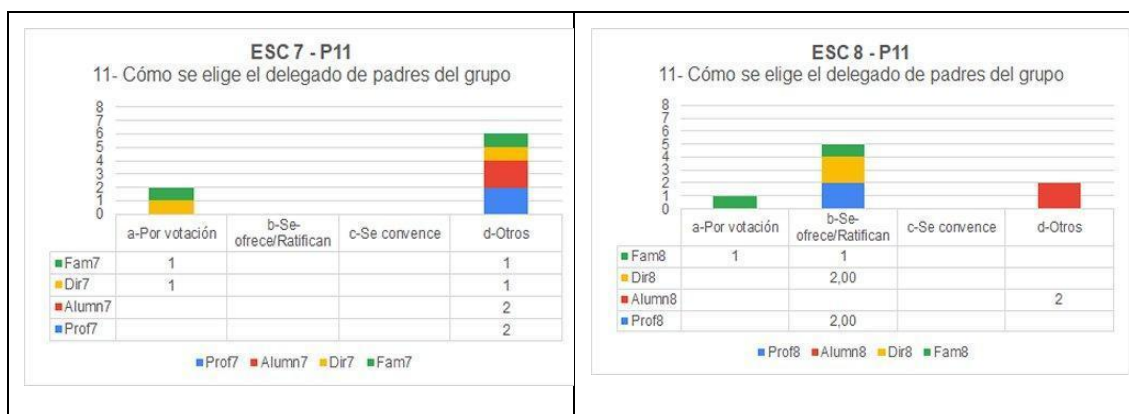 ESC 7 - P11
11- Cómo se elige el delegado de padres del grupo
8
7
6
5
4
3
2
1
0
a-Por votación b-Se-ofrece/Ratifican c-Se convence d-Otros
Fam7 1 1
Dir7 1 1
Alumn7 2
Prof7 2
Prof7 Alumn7 Dir7 Fam7
ESC 8 - P11
11- Cómo se elige el delegado de padres del grupo
8
7
6
5
4
3
2
1
0
a-Por votación b-Se-ofrece/Ratifican c-Se convence d-Otros
Fam8 1 1
Dir8 2,00
Alumn8 2
Prof8 2,00
Prof8 Alumn8 Dir8 Fam8